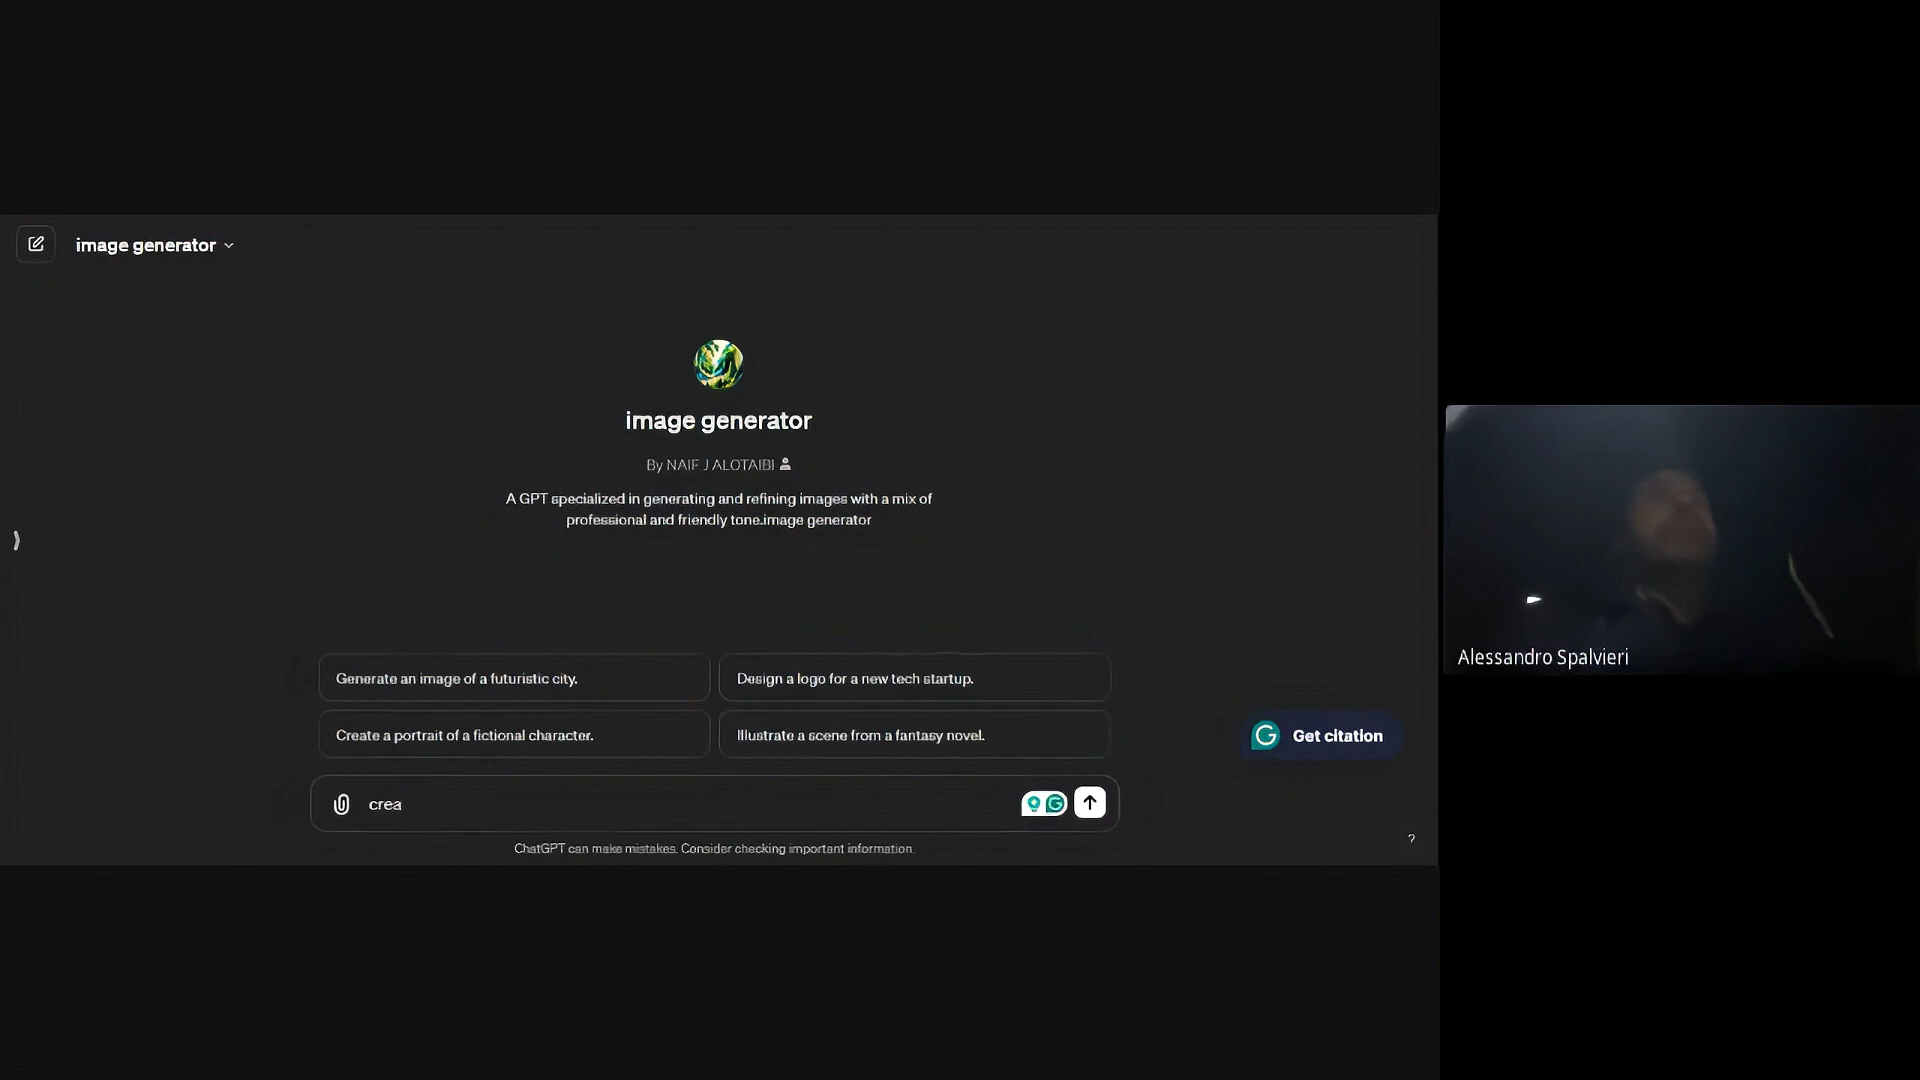 image generator
image generator
By NAIF J ALOTAIBI
A GPT specialized in generating and refining images with a mix of
professional and friendly tone.image generator
Generate an image of a futuristic city.
Design a logo for a new tech startup.
Create a portrait of a fictional character.
Illustrate a scene from a fantasy novel.
G Get citation
crea
G
ChatGPT can make mistakes. Consider checking important information.
?
Alessandro Spalvieri